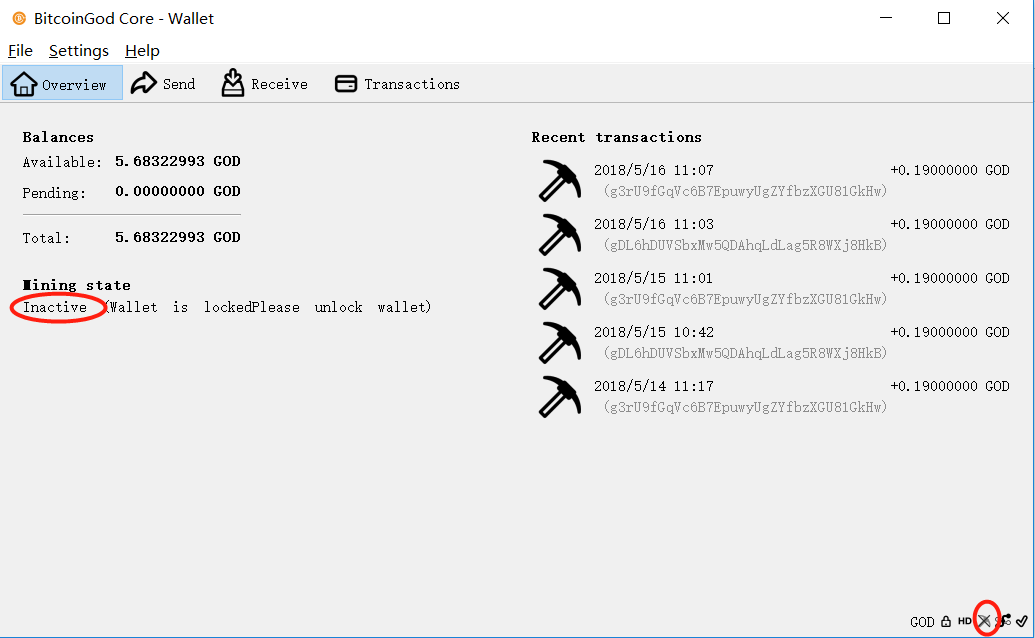 BitcoinGod Core - Wallet
File Settings Help
Overview Send Receive Transactions
Balances
Available: 5.68322993 GOD
Pending: 0.00000000 GOD
Total: 5.68322993 GOD
Mining state
Inactive (Wallet is lockedPlease unlock wallet)
Recent transactions
2018/5/16 11:07 +0.19000000 GOD
(g3rU9fGqVc6B7EpuwyUgZYfbzXGU81GkHw)
2018/5/16 11:03 +0.19000000 GOD
(gDL6hDUVSbxMw5QDAhqLdLag5R8WXj8HkB)
2018/5/15 11:01 +0.19000000 GOD
(g3rU9fGqVc6B7EpuwyUgZYfbzXGU81GkHw)
2018/5/15 10:42 +0.19000000 GOD
(gDL6hDUVSbxMw5QDAhqLdLag5R8WXj8HkB)
2018/5/14 11:17 +0.19000000 GOD
(g3rU9fGqVc6B7EpuwyUgZYfbzXGU81GkHw)
GOD HD